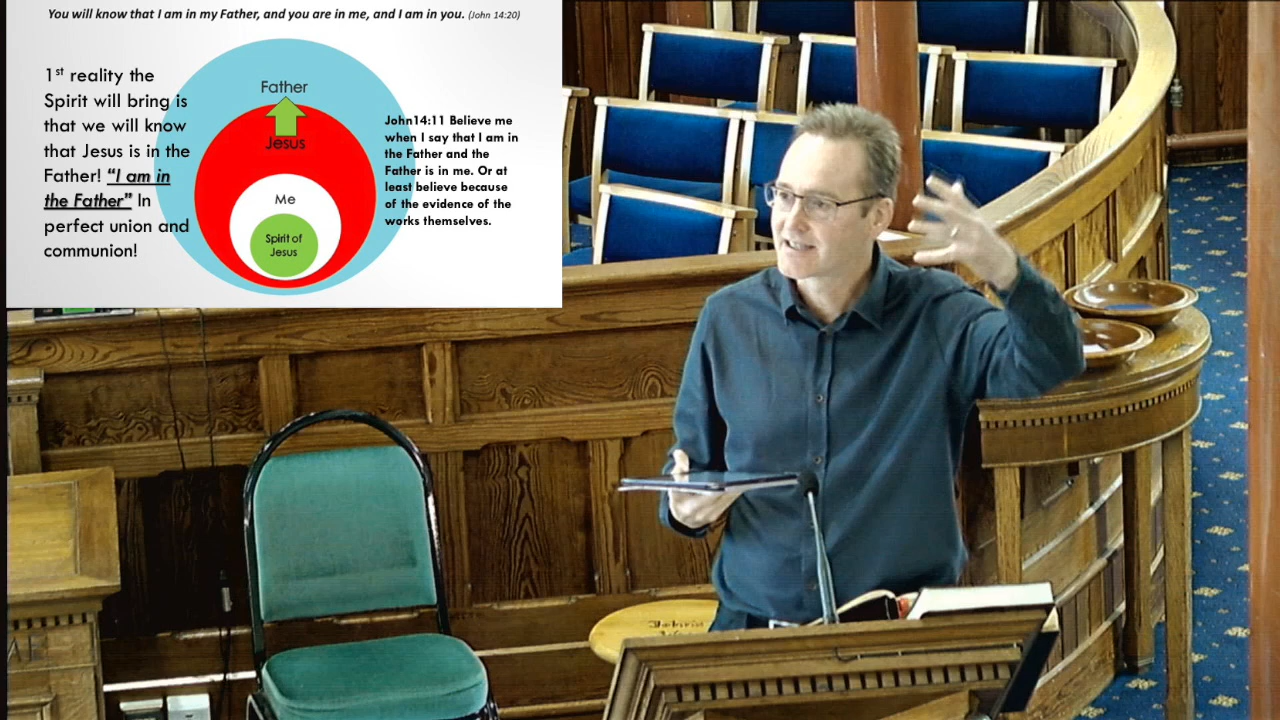 You will know that I am in my Father, and you are in me, and I am in you. (John 14:20)
1st reality the
Spirit will bring is
that we will know
that Jesus is in the
Father! "I am in
the Father" In
perfect union and
communion!
Father
Jesus
Me
Spirit of
Jesus
John14:11 Believe me
when I say that I am in
the Father and the
Father is in me. Or at
least believe because
of the evidence of the
works themselves.